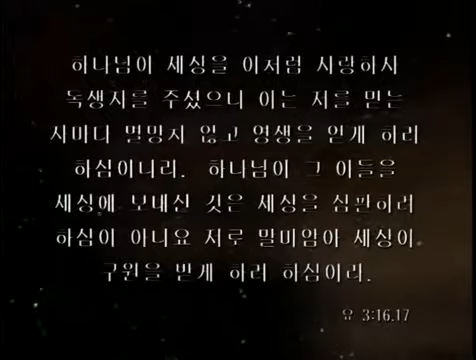 하나님이 세상을 이처럼 사랑하사
독생자를 주셨으니 이는 저를 믿는
자마다 멸망치 않고 영생을 얻게 하려
하심이니라. 하나님이 그 아들을
세상에 보내신 것은 세상을 심판하려
하심이 아니요 저로 말미암아 세상이
구원을 받게 하려 하심이라.
요 3:16.17